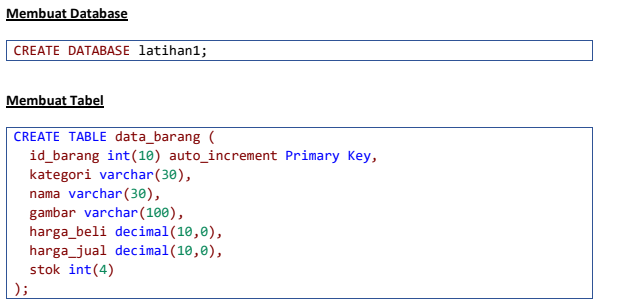 Membuat Database
CREATE DATABASE latihan1;
Membuat Tabel
CREATE TABLE data_barang (
  id_barang int(10) auto_increment Primary Key,
  kategori varchar(30),
  nama varchar(30),
  gambar varchar(100),
  harga_beli decimal(10,0),
  harga_jual decimal(10,0),
  stok int(4)
);